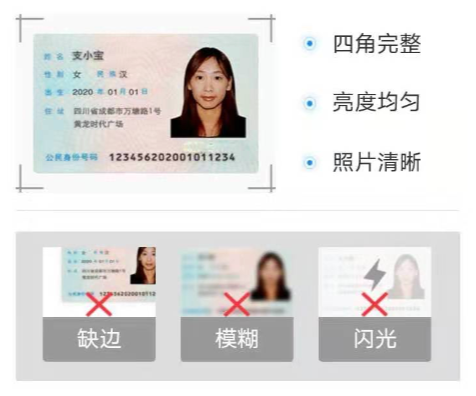 姓名 支小宝
性别 女 民族 汉
出生 2020 年 01 月 01 日
住址 四川省成都市万塘路1号
黄龙时代广场
公民身份号码 123456202001011234
四角完整
亮度均匀
照片清晰
缺边
模糊
闪光